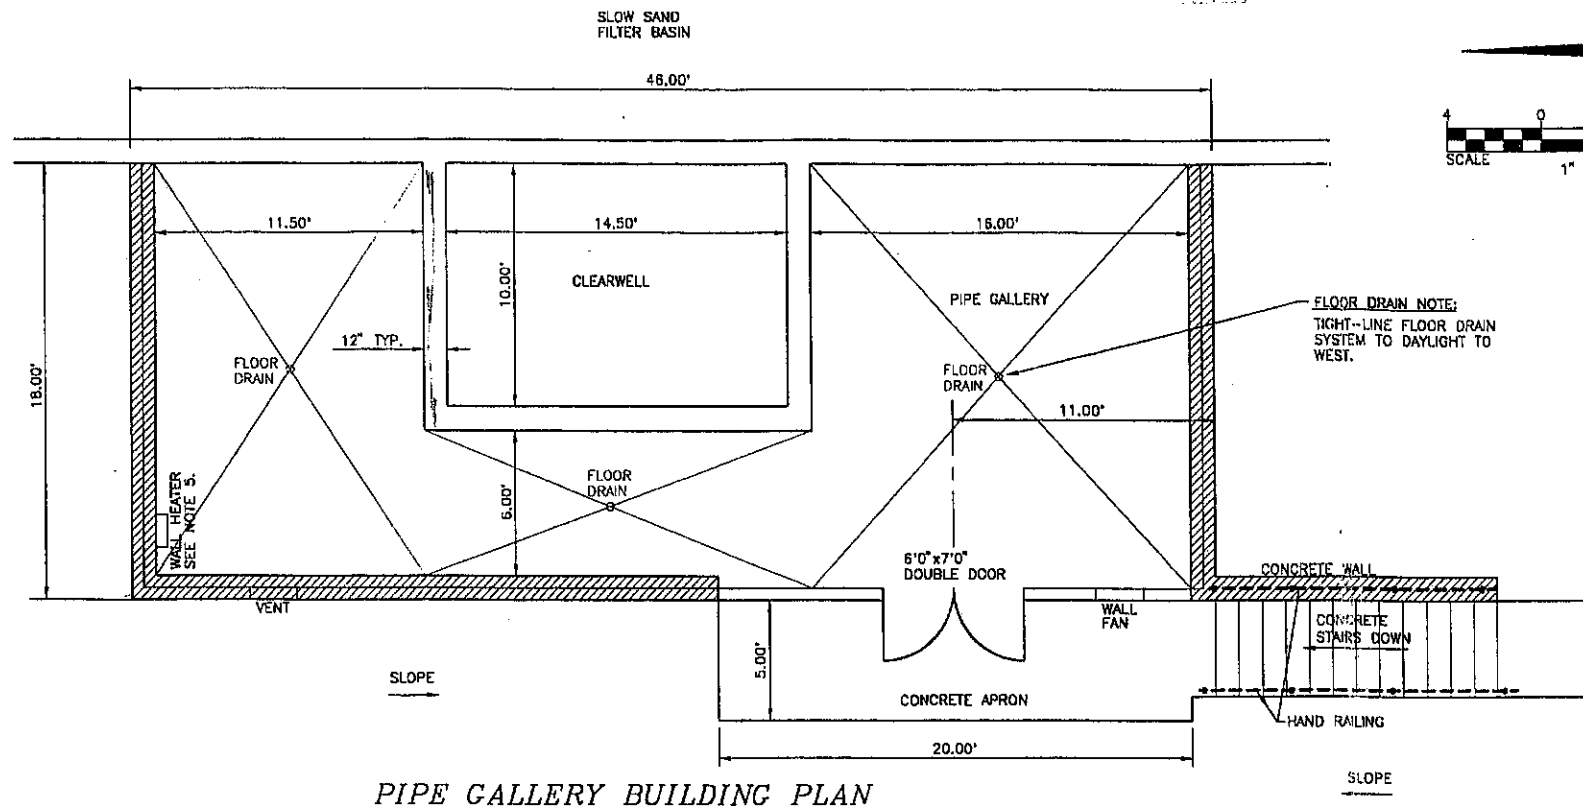 SLOW SAND
FILTER BASIN
46.00'
4
0
SCALE
1"
11.50'
14.50'
16.00'
10.00'
CLEARWELL
PIPE GALLERY
FLOOR DRAIN NOTE:
TIGHT-LINE FLOOR DRAIN
SYSTEM TO DAYLIGHT TO
WEST.
12" TYP.
18.00'
FLOOR
DRAIN
FLOOR
DRAIN
11.00'
WALL HEATER
SEE NOTE 5.
FLOOR
DRAIN
6.00'
6'0"x7'0"
DOUBLE DOOR
CONCRETE WALL
VENT
WALL
FAN
CONCRETE
STAIRS DOWN
5.00'
SLOPE
CONCRETE APRON
HAND RAILING
20.00'
SLOPE
PIPE GALLERY BUILDING PLAN